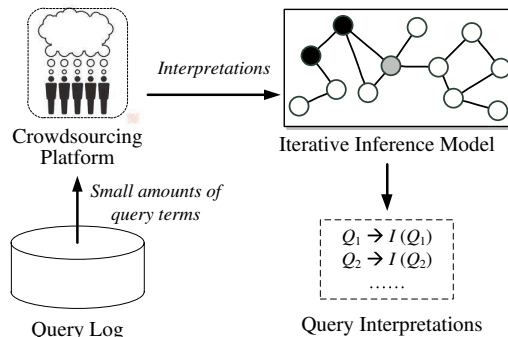 Interpretations
Crowdsourcing
Platform
Iterative Inference Model
Small amounts of
query terms
Q1 → I (Q1)
Q2 → I (Q2)
……
Query Log
Query Interpretations